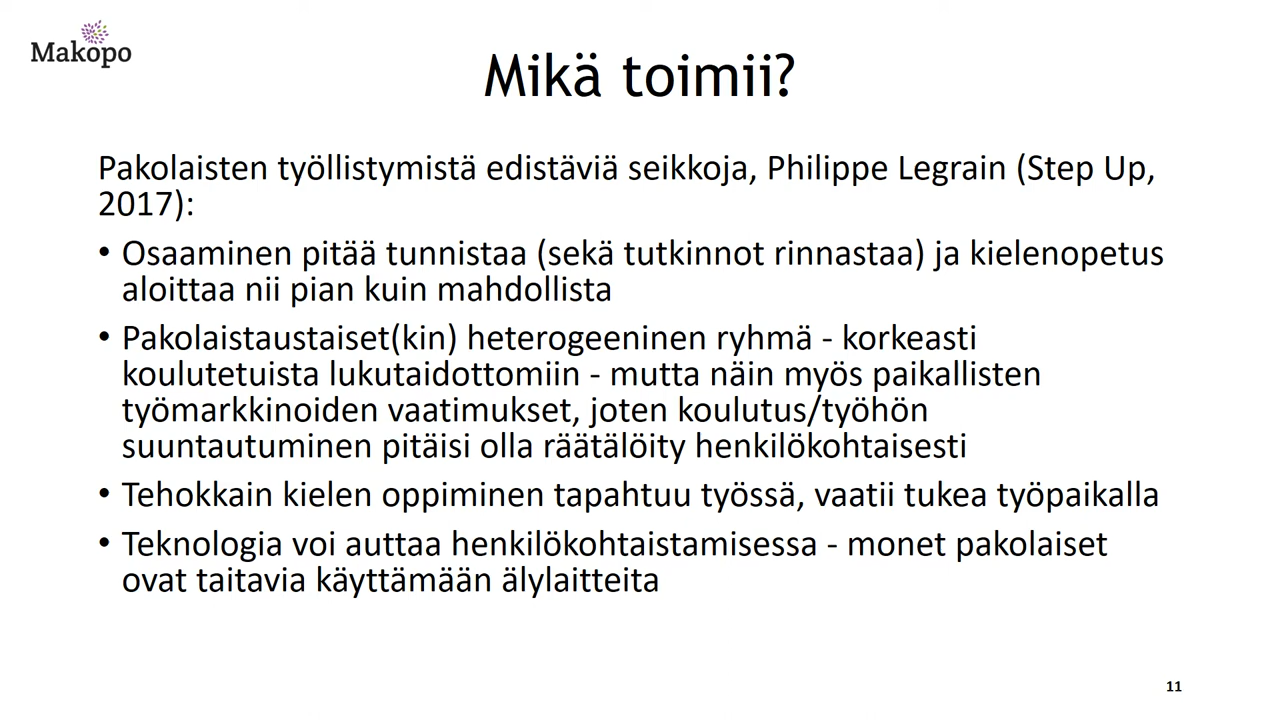 Makopo
Mikä toimii?
Pakolaisten työllistymistä edistäviä seikkoja, Philippe Legrain (Step Up,
2017):
• Osaaminen pitää tunnistaa (sekä tutkinnot rinnastaa) ja kielenopetus
aloittaa nii pian kuin mahdollista
• Pakolaistaustaiset(kin) heterogeeninen ryhmä - korkeasti
koulutetuista lukutaidottomiin - mutta näin myös paikallisten
työmarkkinoiden vaatimukset, joten koulutus/työhön
suuntautuminen pitäisi olla räätälöity henkilökohtaisesti
• Tehokkain kielen oppiminen tapahtuu työssä, vaatii tukea työpaikalla
• Teknologia voi auttaa henkilökohtaistamisessa - monet pakolaiset
ovat taitavia käyttämään älylaitteita
11